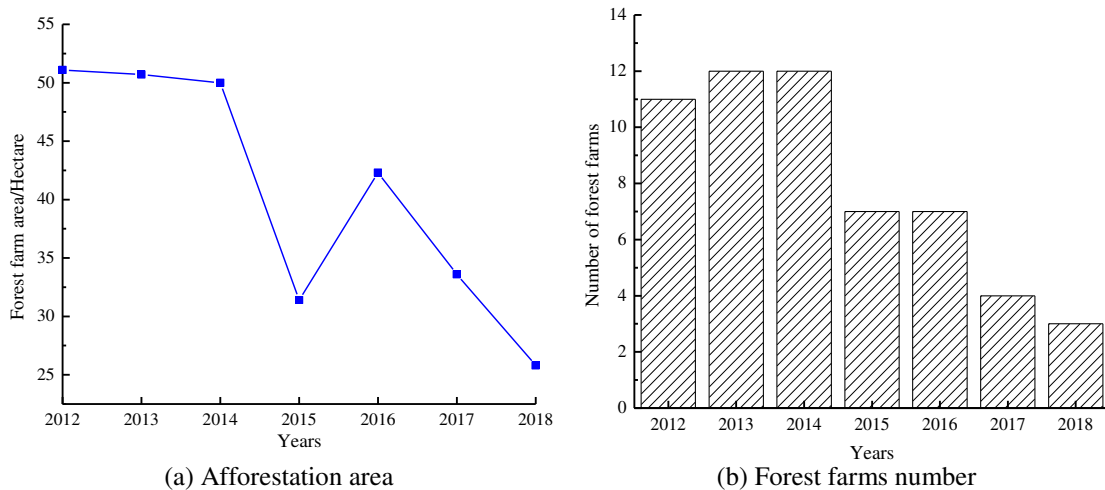 55
50
45
40
35
30
25
Forest farm area/Hectare
2012 2013 2014 2015 2016 2017 2018
Years
(a) Afforestation area
14
12
10
8
6
4
2
0
Number of forest farms
2012 2013 2014 2015 2016 2017 2018
Years
(b) Forest farms number